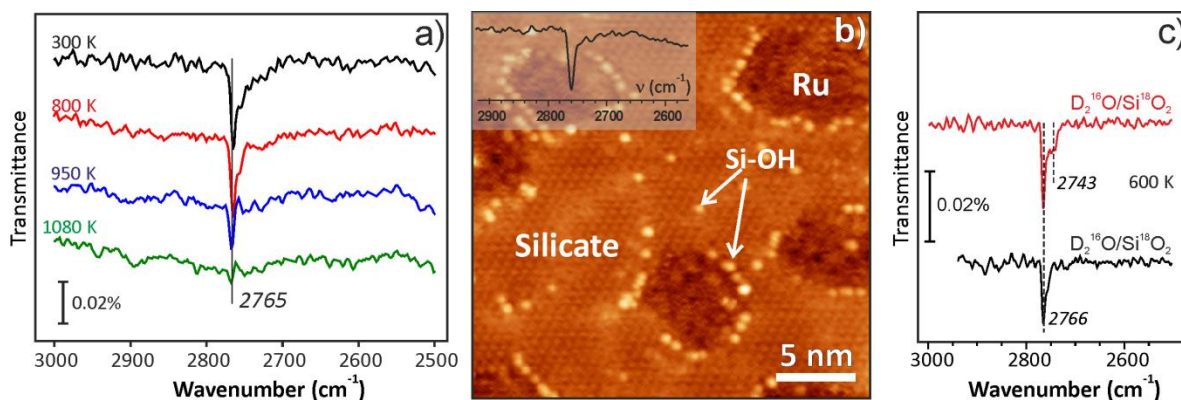 a)
300 K
800 K
950 K
1080 K
0.02%
2765
Transmittance
3000 2900 2800 2700 2600 2500
Wavenumber (cm⁻¹)
b)
2900 2800 2700 2600
ν (cm⁻¹)
Ru
Si-OH
Silicate
5 nm
c)
D₂¹⁶O/Si¹⁸O₂
2743
600 K
0.02%
D₂¹⁶O/Si¹⁸O₂
2766
Transmittance
3000 2800 2600
Wavenumber (cm⁻¹)